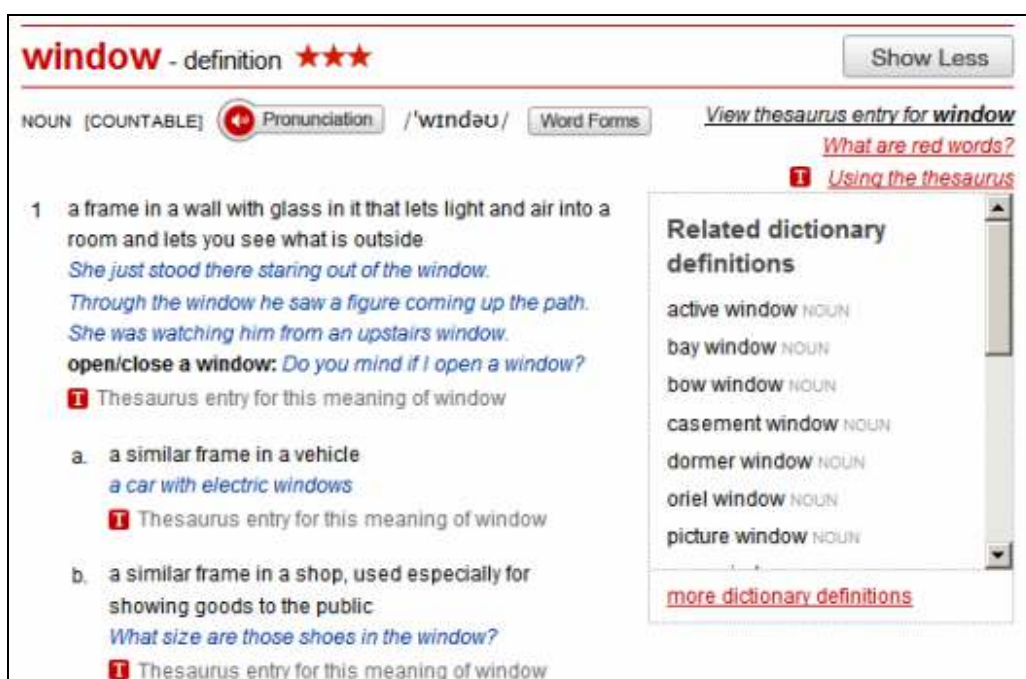 window - definition ★★★
Show Less
NOUN [COUNTABLE] Pronunciation /ˈwɪndəʊ/ Word Forms
View thesaurus entry for window
What are red words?
T Using the thesaurus
1 a frame in a wall with glass in it that lets light and air into a
room and lets you see what is outside
She just stood there staring out of the window.
Through the window he saw a figure coming up the path.
She was watching him from an upstairs window.
open/close a window: Do you mind if I open a window?
T Thesaurus entry for this meaning of window
a. a similar frame in a vehicle
a car with electric windows
T Thesaurus entry for this meaning of window
b. a similar frame in a shop, used especially for
showing goods to the public
What size are those shoes in the window?
T Thesaurus entry for this meaning of window
Related dictionary
definitions
active window NOUN
bay window NOUN
bow window NOUN
casement window NOUN
dormer window NOUN
oriel window NOUN
picture window NOUN
more dictionary definitions